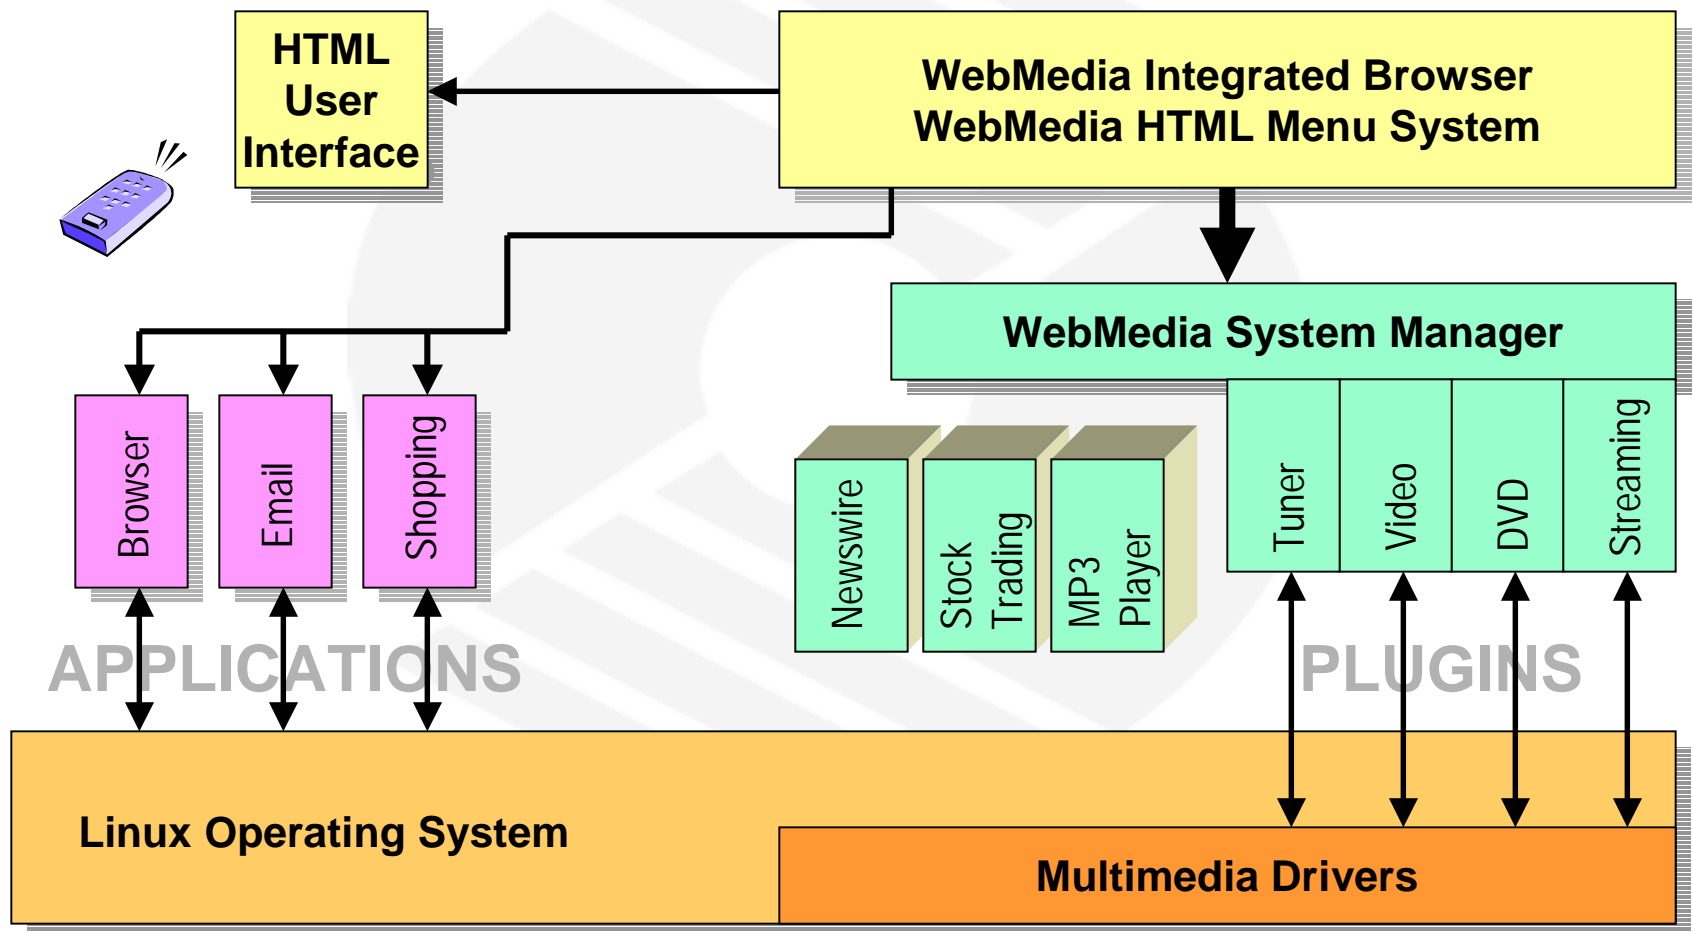 HTML
User
Interface
WebMedia Integrated Browser
WebMedia HTML Menu System
WebMedia System Manager
Browser
Email
Shopping
Newswire
Stock
Trading
MP3
Player
Tuner
Video
DVD
Streaming
APPLICATIONS
PLUGINS
Linux Operating System
Multimedia Drivers